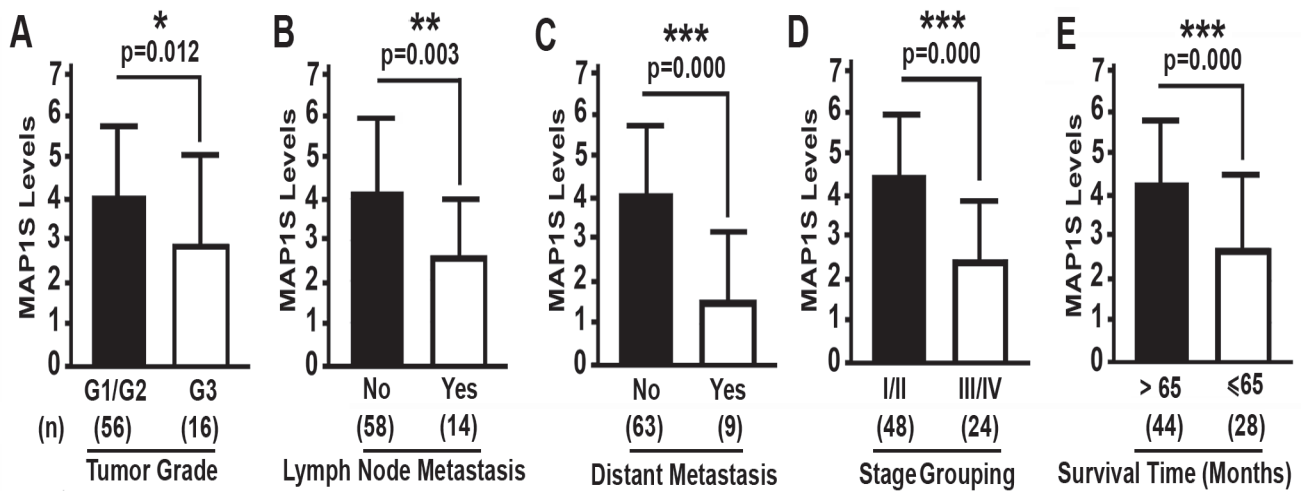 A
*
p=0.012
MAP1S Levels
7
6
5
4
3
2
1
0
G1/G2 G3
(n) (56) (16)
Tumor Grade
B
**
p=0.003
MAP1S Levels
7
6
5
4
3
2
1
0
No Yes
(58) (14)
Lymph Node Metastasis
C
***
p=0.000
MAP1S Levels
7
6
5
4
3
2
1
0
No Yes
(63) (9)
Distant Metastasis
D
***
p=0.000
MAP1S Levels
7
6
5
4
3
2
1
0
I/II III/IV
(48) (24)
Stage Grouping
E
***
p=0.000
MAP1S Levels
7
6
5
4
3
2
1
0
> 65 ⩽65
(44) (28)
Survival Time (Months)